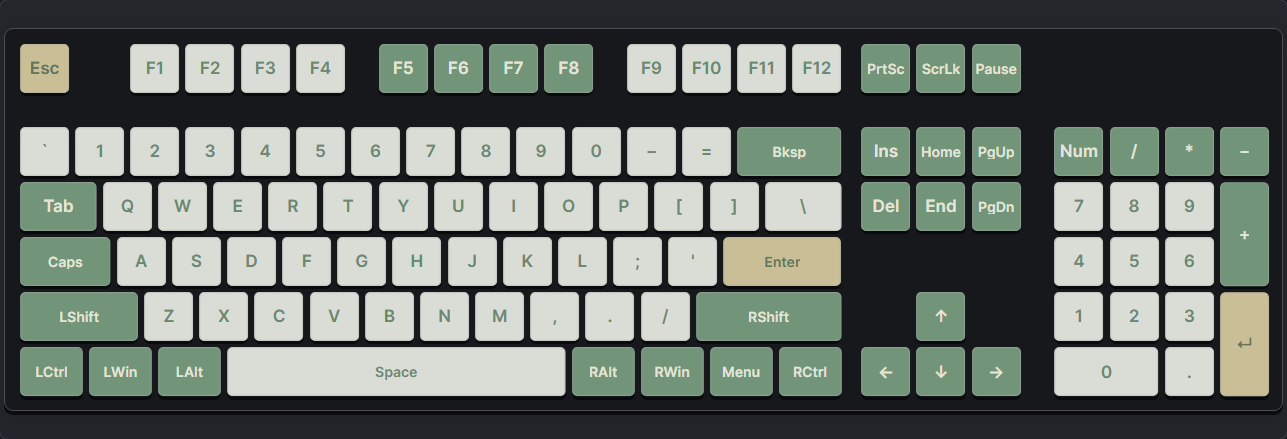 Esc F1 F2 F3 F4 F5 F6 F7 F8 F9 F10 F11 F12 PrtSc ScrLk Pause
` 1 2 3 4 5 6 7 8 9 0 − = Bksp Ins Home PgUp Num / * −
Tab Q W E R T Y U I O P [ ] \ Del End PgDn 7 8 9 +
Caps A S D F G H J K L ; ' Enter 4 5 6
LShift Z X C V B N M , . / RShift ↑ 1 2 3 ↵
LCtrl LWin LAlt Space RAlt RWin Menu RCtrl ← ↓ → 0 .